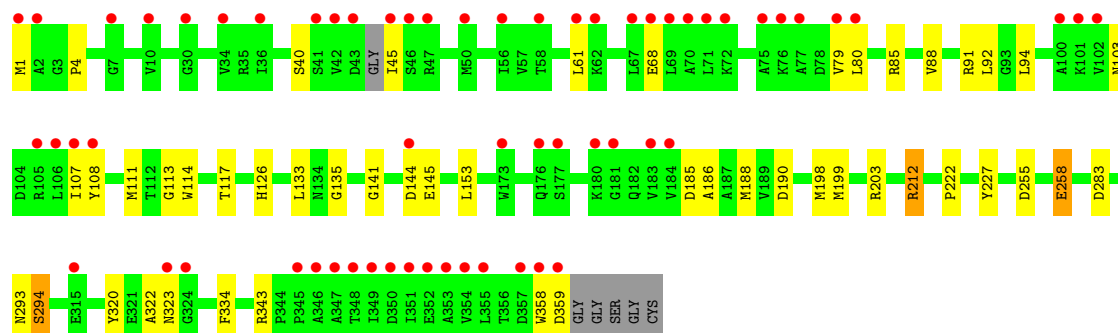 M1 A2 G3 P4 G7 V10 G30 V34 R35 I36 S40 S41 V42 D43 GLY I45 S46 R47 M50 I56 V57 T58 L61 K62 L67 E68 L69 A70 L71 K72 A75 K76 A77 D78 V79 L80 R85 V88 R91 L92 G93 L94 A100 K101 V102 N103
D104 R105 L106 I107 Y108 M111 T112 G113 W114 T117 H126 L133 N134 G135 G141 D144 E145 L153 W173 Q176 S177 K180 G181 Q182 V183 V184 D185 A186 A187 M188 V189 D190 M198 M199 R203 R212 P222 Y227 D255 E258 D283
N293 S294 E315 Y320 E321 A322 N323 G324 F334 R343 P344 P345 A346 A347 T348 I349 D350 I351 E352 A353 V354 L355 T356 D357 W358 D359 GLY GLY SER GLY CYS